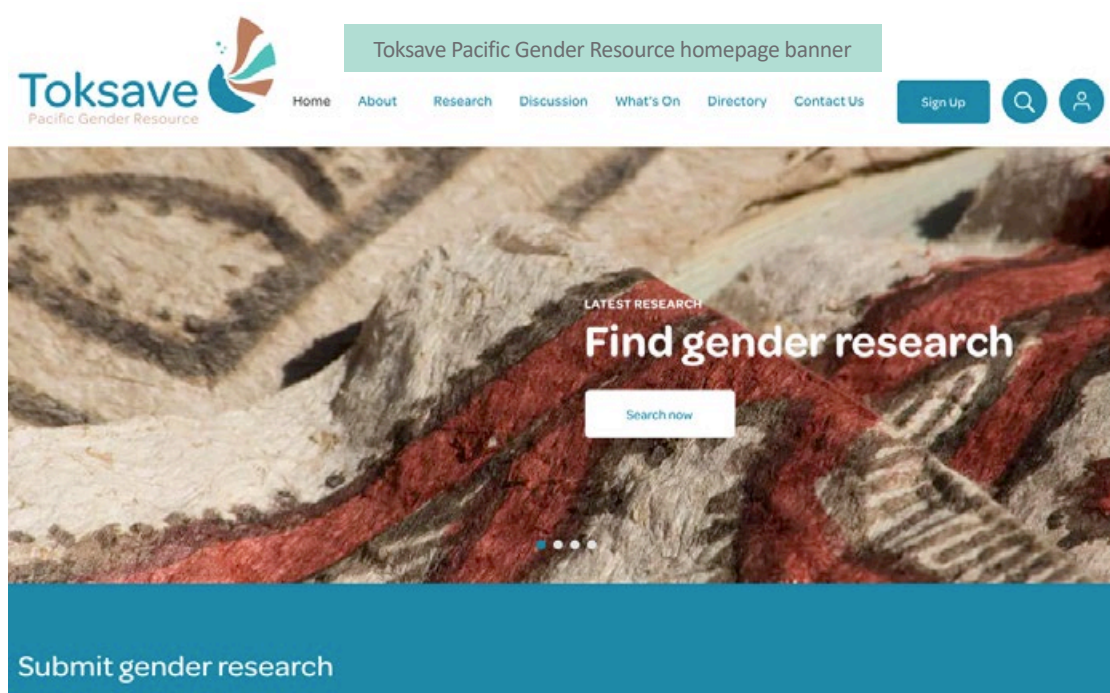 Toksave Pacific Gender Resource homepage banner
Toksave
Pacific Gender Resource
Home About Research Discussion What's On Directory Contact Us Sign Up
LATEST RESEARCH
Find gender research
Search now
Submit gender research